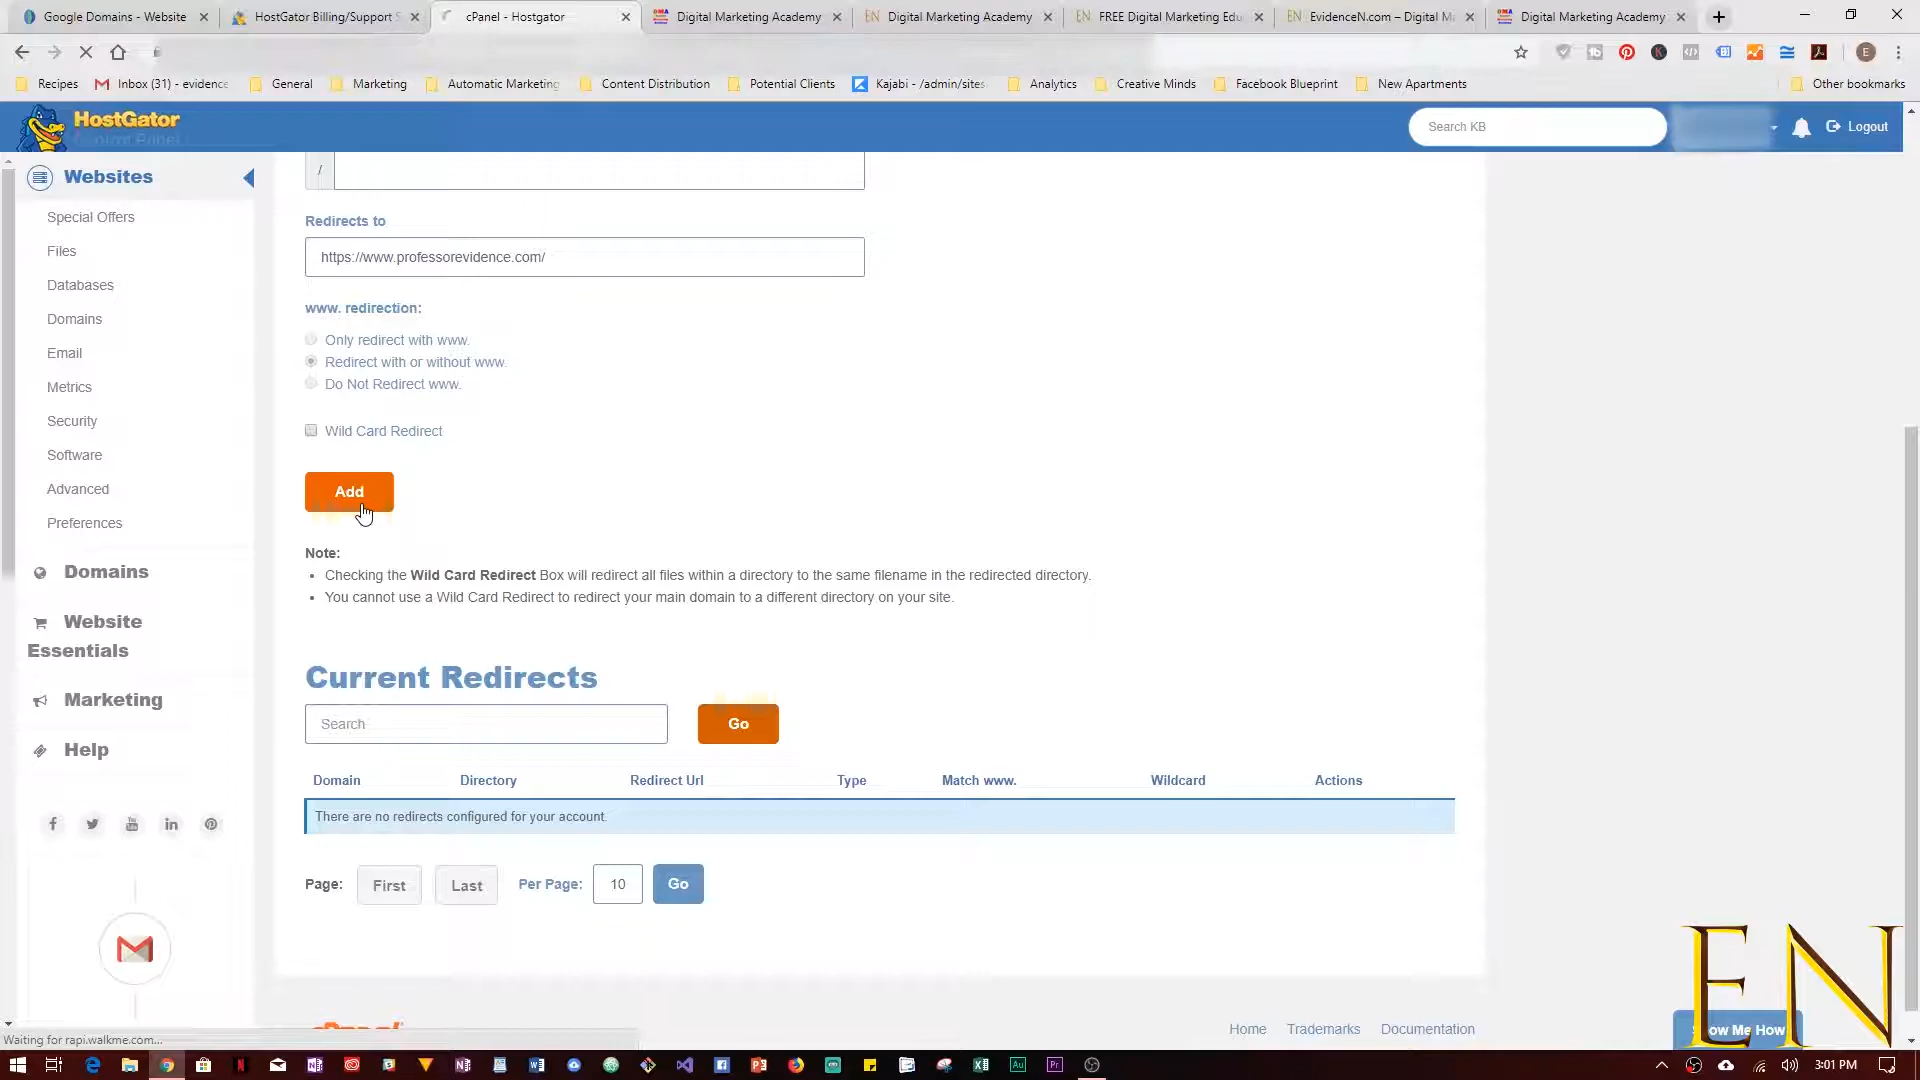 Google Domains - Website
HostGator Billing/Support S
cPanel - Hostgator
Digital Marketing Academy
Digital Marketing Academy
FREE Digital Marketing Edu
EvidenceN.com – Digital Ma
Digital Marketing Academy
Recipes
Inbox (31) - evidence
General
Marketing
Automatic Marketing
Content Distribution
Potential Clients
Kajabi - /admin/sites
Analytics
Creative Minds
Facebook Blueprint
New Apartments
Other bookmarks
HostGator
Search KB
Logout
Websites
Special Offers
Files
Databases
Domains
Email
Metrics
Security
Software
Advanced
Preferences
Domains
Website
Essentials
Marketing
Help
/
Redirects to
https://www.professorevidence.com/
www. redirection:
Only redirect with www.
Redirect with or without www.
Do Not Redirect www.
Wild Card Redirect
Add
Note:
Checking the Wild Card Redirect Box will redirect all files within a directory to the same filename in the redirected directory.
You cannot use a Wild Card Redirect to redirect your main domain to a different directory on your site.
Current Redirects
Search
Go
Domain Directory Redirect Url Type Match www. Wildcard Actions
There are no redirects configured for your account.
Page: First Last Per Page: 10 Go
Home Trademarks Documentation
ow Me How
EN
Waiting for rapi.walkme.com...
3:01 PM